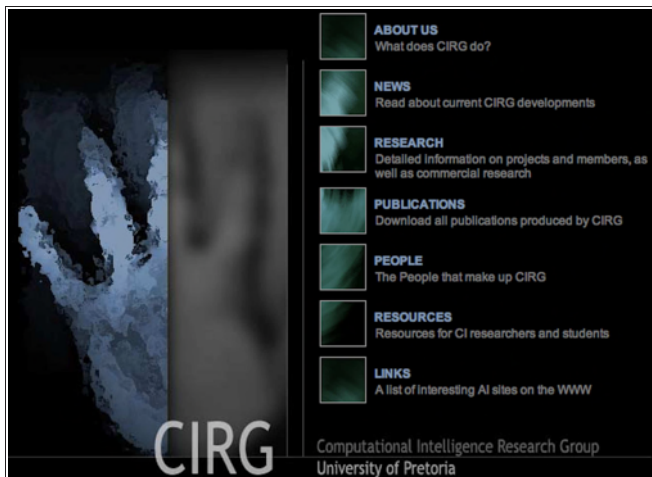 ABOUT US
What does CIRG do?
NEWS
Read about current CIRG developments
RESEARCH
Detailed information on projects and members, as
well as commercial research
PUBLICATIONS
Download all publications produced by CIRG
PEOPLE
The People that make up CIRG
RESOURCES
Resources for CI researchers and students
LINKS
A list of interesting AI sites on the WWW
CIRG
Computational Intelligence Research Group
University of Pretoria